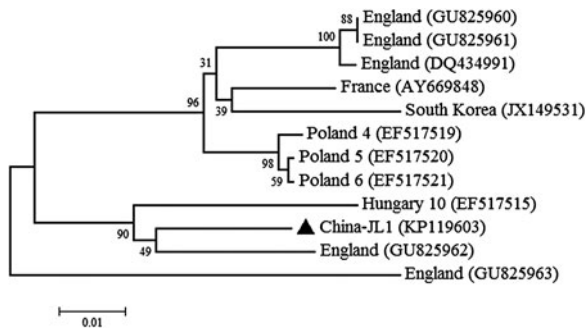 88 England (GU825960)
England (GU825961)
100
England (DQ434991)
31
France (AY669848)
39 South Korea (JX149531)
96
Poland 4 (EF517519)
Poland 5 (EF517520)
98
59 Poland 6 (EF517521)
Hungary 10 (EF517515)
China-JL1 (KP119603)
90
49 England (GU825962)
England (GU825963)
0.01